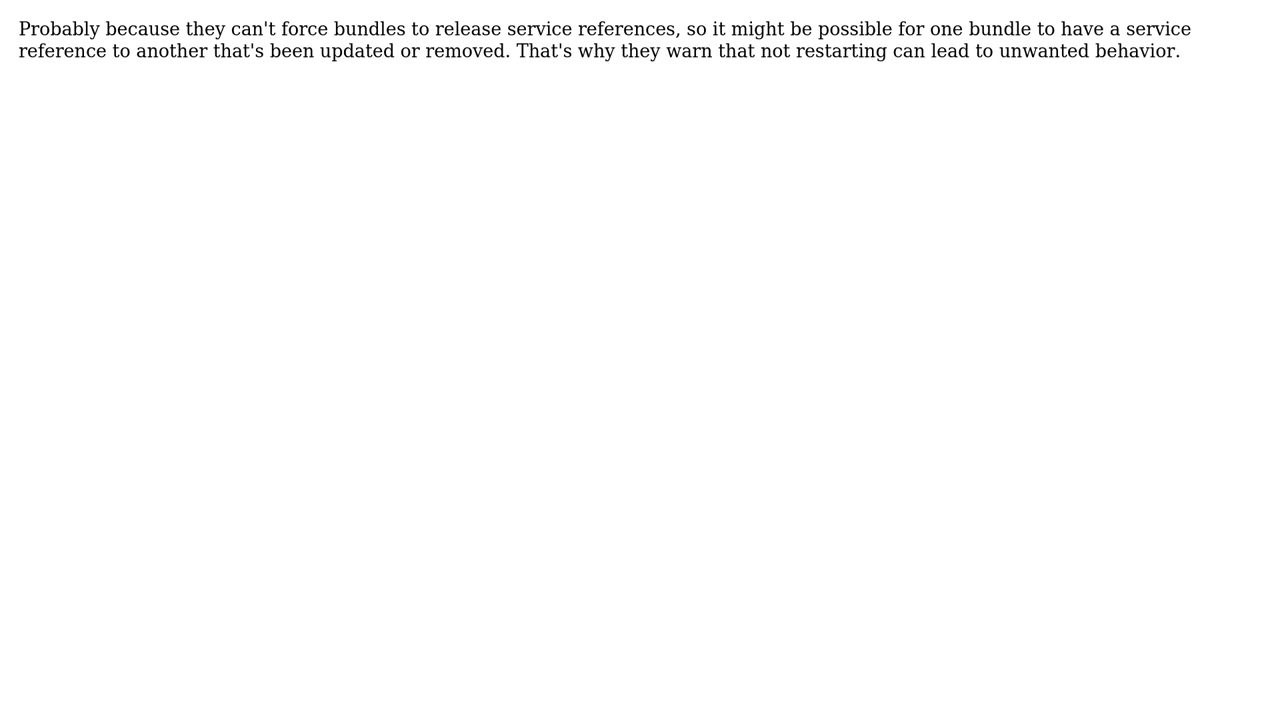 Probably because they can't force bundles to release service references, so it might be possible for one bundle to have a service
reference to another that's been updated or removed. That's why they warn that not restarting can lead to unwanted behavior.